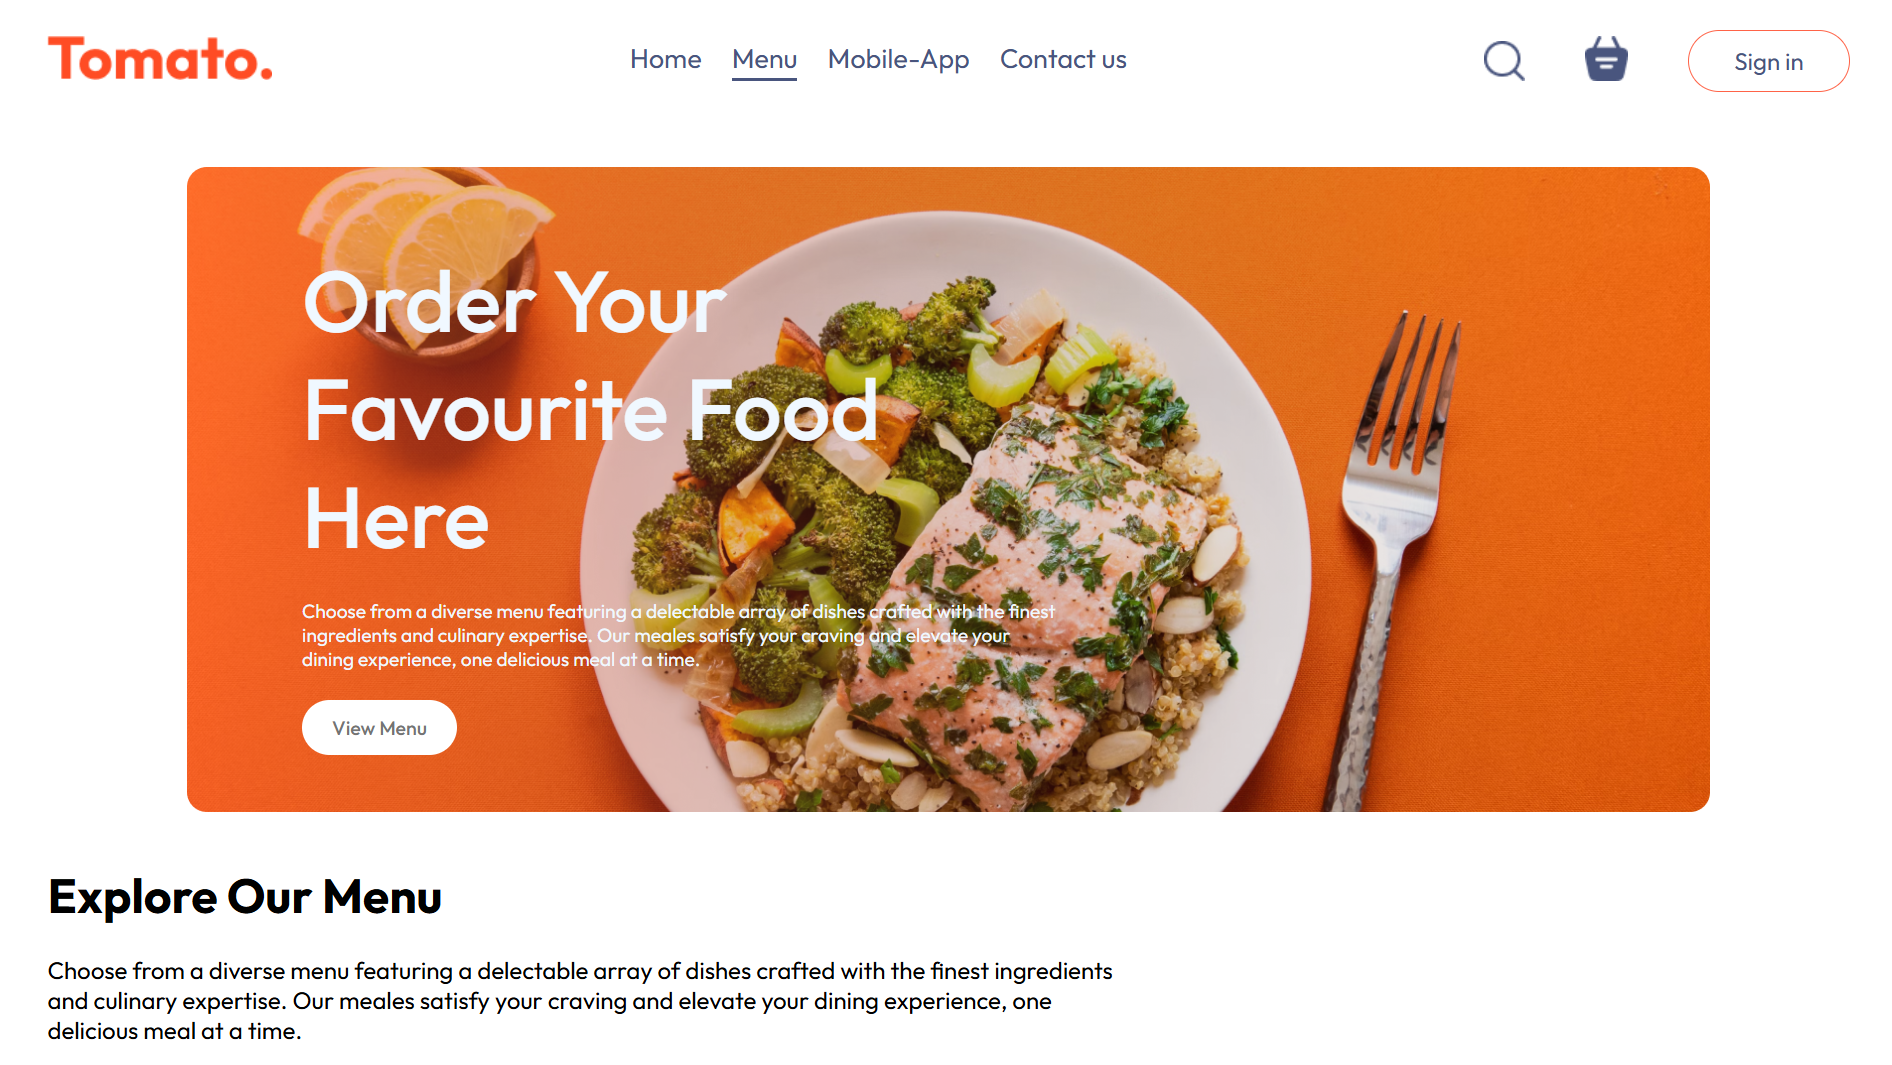 Tomato.
Home Menu Mobile-App Contact us
Sign in
Order Your
Favourite Food
Here
Choose from a diverse menu featuring a delectable array of dishes crafted with the finest
ingredients and culinary expertise. Our meales satisfy your craving and elevate your
dining experience, one delicious meal at a time.
View Menu
Explore Our Menu
Choose from a diverse menu featuring a delectable array of dishes crafted with the finest ingredients
and culinary expertise. Our meales satisfy your craving and elevate your dining experience, one
delicious meal at a time.